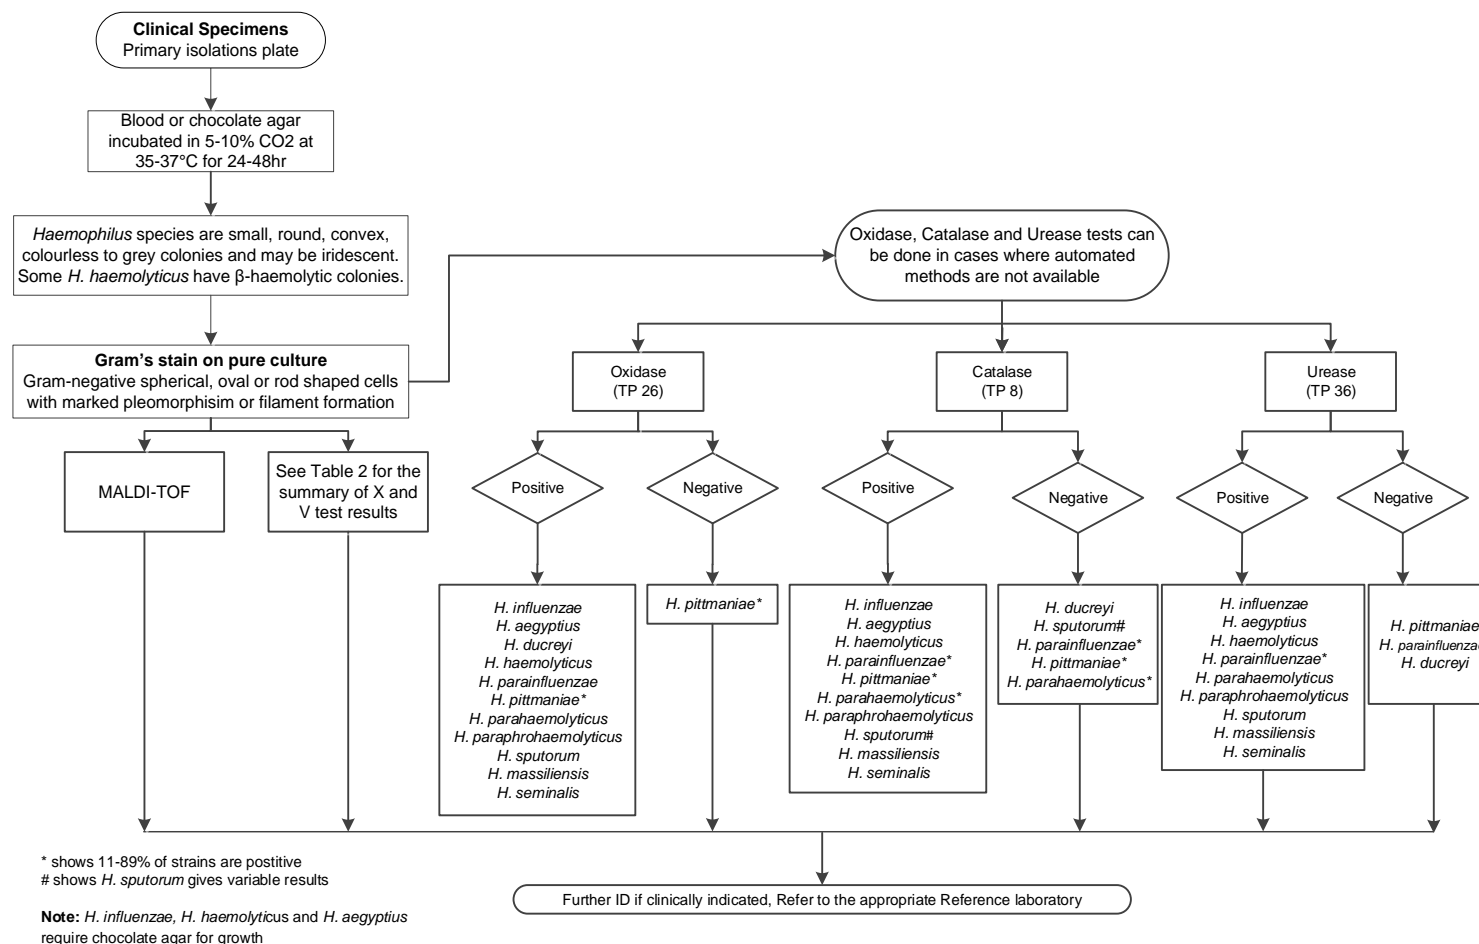 Clinical Specimens
Primary isolations plate
Blood or chocolate agar
incubated in 5-10% CO2 at
35-37°C for 24-48hr
Haemophilus species are small, round, convex,
colourless to grey colonies and may be iridescent.
Some H. haemolyticus have β-haemolytic colonies.
Gram's stain on pure culture
Gram-negative spherical, oval or rod shaped cells
with marked pleomorphisim or filament formation
MALDI-TOF
See Table 2 for the
summary of X and
V test results
Oxidase, Catalase and Urease tests can
be done in cases where automated
methods are not available
Oxidase
(TP 26)
Catalase
(TP 8)
Urease
(TP 36)
Positive
Negative
Positive
Negative
Positive
Negative
H. influenzae
H. aegyptius
H. ducreyi
H. haemolyticus
H. parainfluenzae
H. pittmaniae*
H. parahaemolyticus
H. paraphrohaemolyticus
H. sputorum
H. massiliensis
H. seminalis
H. pittmaniae*
H. influenzae
H. aegyptius
H. haemolyticus
H. parainfluenzae*
H. pittmaniae*
H. parahaemolyticus*
H. paraphrohaemolyticus
H. sputorum#
H. massiliensis
H. seminalis
H. ducreyi
H. sputorum#
H. parainfluenzae*
H. pittmaniae*
H. parahaemolyticus*
H. influenzae
H. aegyptius
H. haemolyticus
H. parainfluenzae*
H. parahaemolyticus
H. paraphrohaemolyticus
H. sputorum
H. massiliensis
H. seminalis
H. pittmaniae
H. parainfluenza
H. ducreyi
* shows 11-89% of strains are postitive
# shows H. sputorum gives variable results
Note: H. influenzae, H. haemolyticus and H. aegyptius
require chocolate agar for growth
Further ID if clinically indicated, Refer to the appropriate Reference laboratory